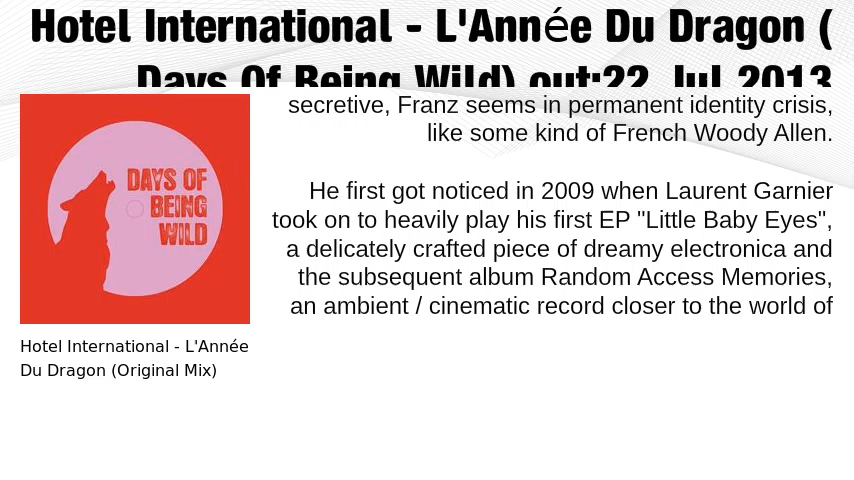 Hotel International - L'Année Du Dragon (
Days Of Being Wild) out:22 Jul 2013
secretive, Franz seems in permanent identity crisis,
like some kind of French Woody Allen.
He first got noticed in 2009 when Laurent Garnier
took on to heavily play his first EP "Little Baby Eyes",
a delicately crafted piece of dreamy electronica and
the subsequent album Random Access Memories,
an ambient / cinematic record closer to the world of
DAYS OF
BEING
WILD
Hotel International - L'Année
Du Dragon (Original Mix)